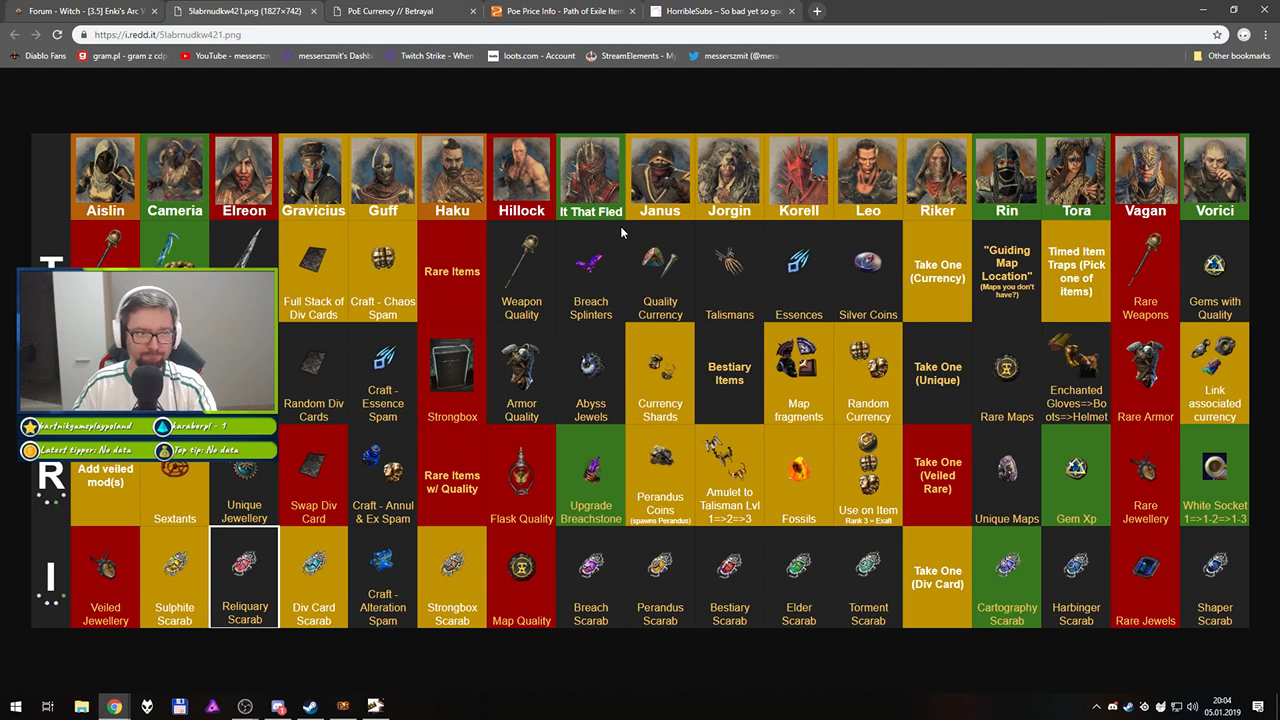 Forum - Witch - [3.5] Enki's Arc W
5labrnudkw421.png (1827×742)
PoE Currency // Betrayal
Poe Price Info - Path of Exile Item
HorribleSubs – So bad yet so go
https://i.redd.it/5labrnudkw421.png
Diablo Fans
gram.pl - gram z cdp
YouTube - messersz
messerszmit's Dashb
Twitch Strike — When
loots.com - Account
StreamElements - My
messerszmit (@mes
Other bookmarks
Aislin Cameria Elreon Gravicius Guff Haku Hillock It That Fled Janus Jorgin Korell Leo Riker Rin Tora Vagan Vorici
T
Full Stack of Div Cards
Craft - Chaos Spam
Rare Items
Weapon Quality
Breach Splinters
Quality Currency
Talismans
Essences
Silver Coins
Take One (Currency)
"Guiding Map Location" (Maps you don't have?)
Timed Item Traps (Pick one of items)
Rare Weapons
Gems with Quality
Random Div Cards
Craft - Essence Spam
Strongbox
Armor Quality
Abyss Jewels
Currency Shards
Bestiary Items
Map fragments
Random Currency
Take One (Unique)
Rare Maps
Enchanted Gloves=>Bo ots=>Helmet
Rare Armor
Link associated currency
bartnikgameplaypoland
karaberpl - 1
Latest tipper: No data
Top tip: No data
R
Add veiled mod(s)
Sextants
Unique Jewellery
Swap Div Card
Craft - Annul & Ex Spam
Rare Items w/ Quality
Flask Quality
Upgrade Breachstone
Perandus Coins (spawns Perandus)
Amulet to Talisman Lvl 1=>2=>3
Fossils
Use on Item Rank 3 = Exalt
Take One (Veiled Rare)
Unique Maps
Gem Xp
Rare Jewellery
White Socket 1=>1-2=>1-3
I
Veiled Jewellery
Sulphite Scarab
Reliquary Scarab
Div Card Scarab
Craft - Alteration Spam
Strongbox Scarab
Map Quality
Breach Scarab
Perandus Scarab
Bestiary Scarab
Elder Scarab
Torment Scarab
Take One (Div Card)
Cartography Scarab
Harbinger Scarab
Rare Jewels
Shaper Scarab
20:04
05.01.2019